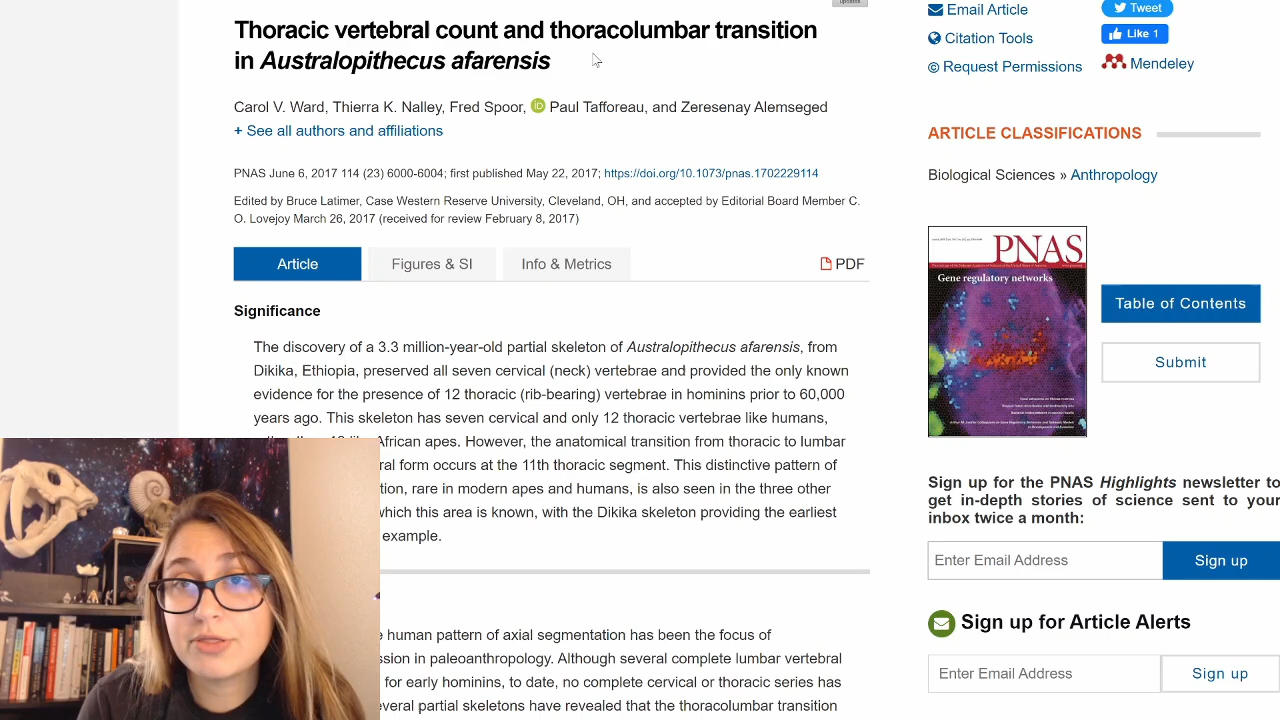 Thoracic vertebral count and thoracolumbar transition
in Australopithecus afarensis
Carol V. Ward, Thierra K. Nalley, Fred Spoor, iD Paul Tafforeau, and Zeresenay Alemseged
+ See all authors and affiliations
PNAS June 6, 2017 114 (23) 6000-6004; first published May 22, 2017; https://doi.org/10.1073/pnas.1702229114
Edited by Bruce Latimer, Case Western Reserve University, Cleveland, OH, and accepted by Editorial Board Member C.
O. Lovejoy March 26, 2017 (received for review February 8, 2017)
Article
Figures & SI
Info & Metrics
PDF
Significance
The discovery of a 3.3 million-year-old partial skeleton of Australopithecus afarensis, from
Dikika, Ethiopia, preserved all seven cervical (neck) vertebrae and provided the only known
evidence for the presence of 12 thoracic (rib-bearing) vertebrae in hominins prior to 60,000
years ago. This skeleton has seven cervical and only 12 thoracic vertebrae like humans,
African apes. However, the anatomical transition from thoracic to lumbar
ral form occurs at the 11th thoracic segment. This distinctive pattern of
tion, rare in modern apes and humans, is also seen in the three other
which this area is known, with the Dikika skeleton providing the earliest
example.
e human pattern of axial segmentation has been the focus of
ssion in paleoanthropology. Although several complete lumbar vertebral
for early hominins, to date, no complete cervical or thoracic series has
everal partial skeletons have revealed that the thoracolumbar transition
Email Article
Citation Tools
© Request Permissions
Tweet
Like 1
Mendeley
ARTICLE CLASSIFICATIONS
Biological Sciences » Anthropology
PNAS
Gene regulatory networks
Table of Contents
Submit
Sign up for the PNAS Highlights newsletter to
get in-depth stories of science sent to your
inbox twice a month:
Enter Email Address
Sign up
Sign up for Article Alerts
Enter Email Address
Sign up